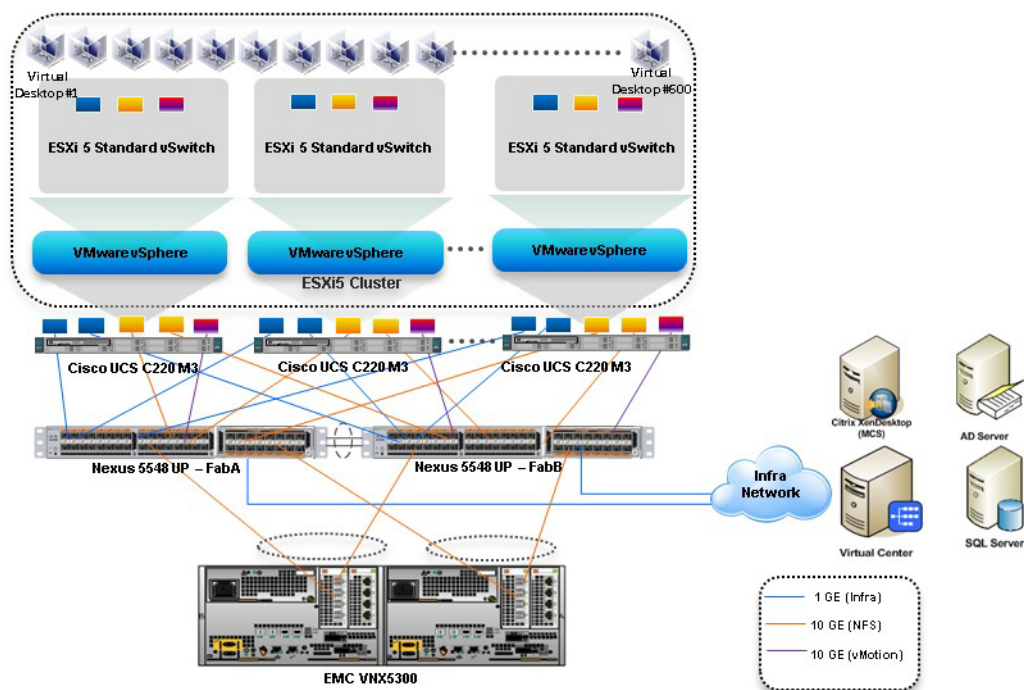 Virtual
Desktop #1
Virtual
Desktop #600
ESXi 5 Standard vSwitch
ESXi 5 Standard vSwitch
ESXi 5 Standard vSwitch
VMware vSphere
VMware vSphere
VMware vSphere
ESXi5 Cluster
Cisco UCS C220 M3
Cisco UCS C220 M3
Cisco UCS C220 M3
Citrix XenDesktop
(MCS)
AD Server
Nexus 5548 UP – FabA
Nexus 5548 UP – FabB
Infra
Network
Virtual Center
SQL Server
1 GE (Infra)
10 GE (NFS)
10 GE (vMotion)
EMC VNX5300